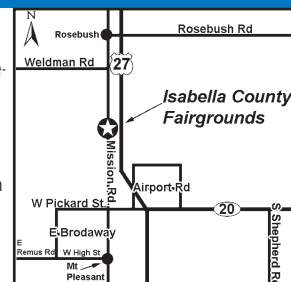 N
Rosebush Rd
Rosebush
Weldman Rd
27
Isabella County
Fairgrounds
Mission Rd
Airport Rd
W Pickard St
20
E Brodaway
S Shepherd Rd
E
Remus Rd
W High St
Mt
Pleasant